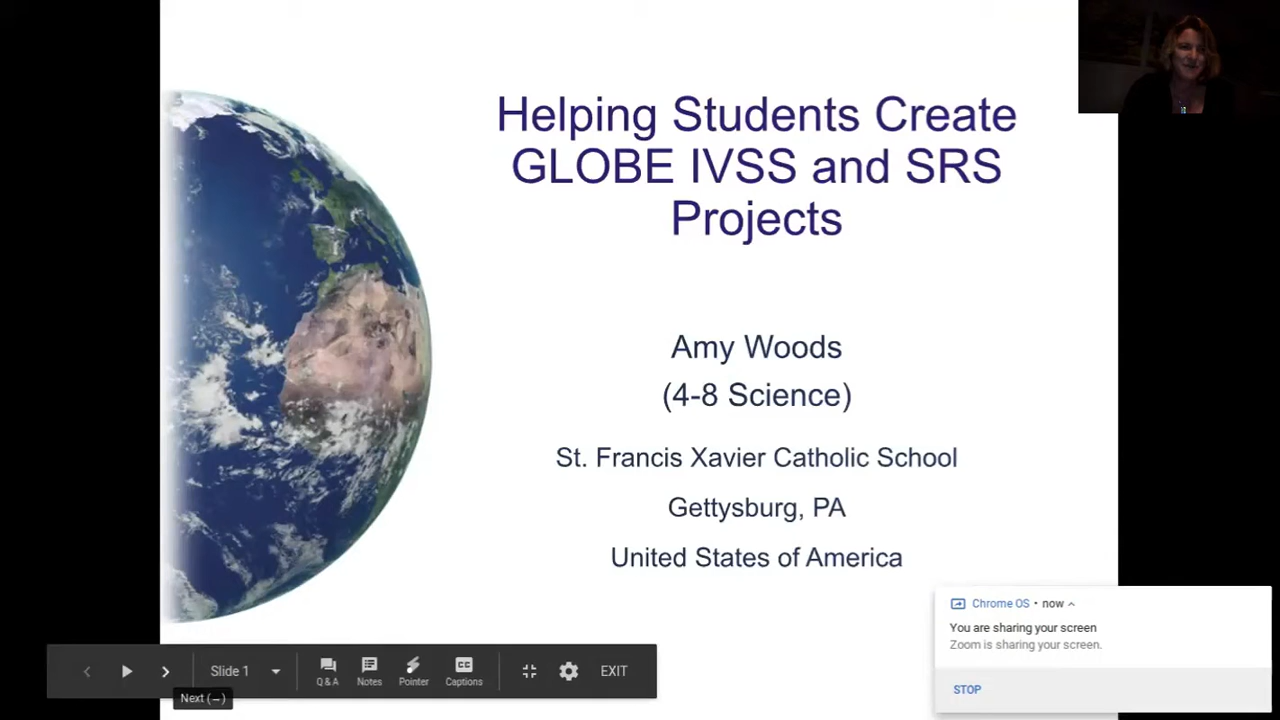 Helping Students Create
GLOBE IVSS and SRS
Projects
Amy Woods
(4-8 Science)
St. Francis Xavier Catholic School
Gettysburg, PA
United States of America
Chrome OS • now
You are sharing your screen
Zoom is sharing your screen.
STOP
Slide 1
Q & A
Notes
Pointer
CC
Captions
EXIT
Next (→)